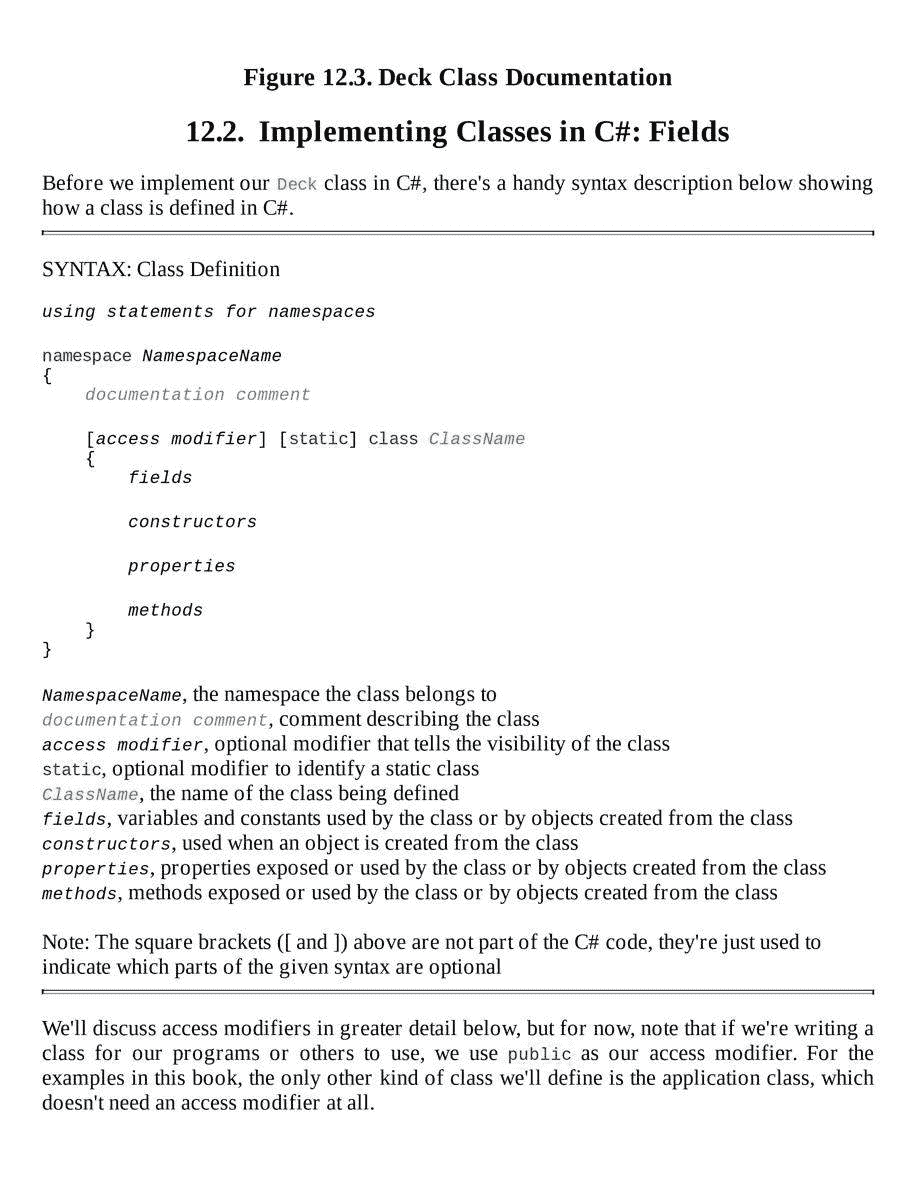 Figure 12.3. Deck Class Documentation
12.2. Implementing Classes in C#: Fields
Before we implement our Deck class in C#, there's a handy syntax description below showing
how a class is defined in C#.
SYNTAX: Class Definition
using statements for namespaces
namespace NamespaceName
{
documentation comment
[access modifier] [static] class ClassName
{
fields
constructors
properties
methods
}
}
NamespaceName, the namespace the class belongs to
documentation comment, comment describing the class
access modifier, optional modifier that tells the visibility of the class
static, optional modifier to identify a static class
ClassName, the name of the class being defined
fields, variables and constants used by the class or by objects created from the class
constructors, used when an object is created from the class
properties, properties exposed or used by the class or by objects created from the class
methods, methods exposed or used by the class or by objects created from the class
Note: The square brackets ([ and ]) above are not part of the C# code, they're just used to
indicate which parts of the given syntax are optional
We'll discuss access modifiers in greater detail below, but for now, note that if we're writing a
class for our programs or others to use, we use public as our access modifier. For the
examples in this book, the only other kind of class we'll define is the application class, which
doesn't need an access modifier at all.